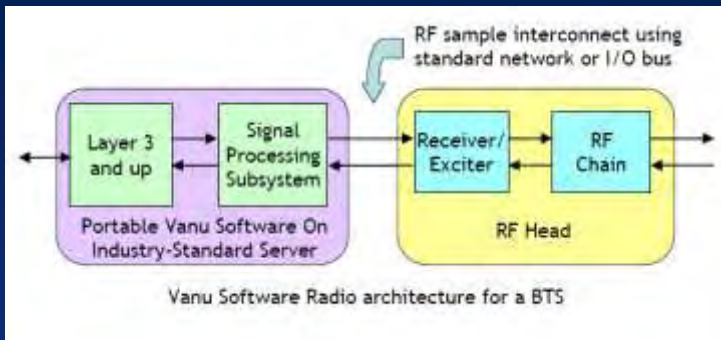 RF sample interconnect using
standard network or I/O bus
Layer 3
and up
Signal
Processing
Subsystem
Receiver/
Exciter
RF
Chain
Portable Vanu Software On
Industry-Standard Server
RF Head
Vanu Software Radio architecture for a BTS